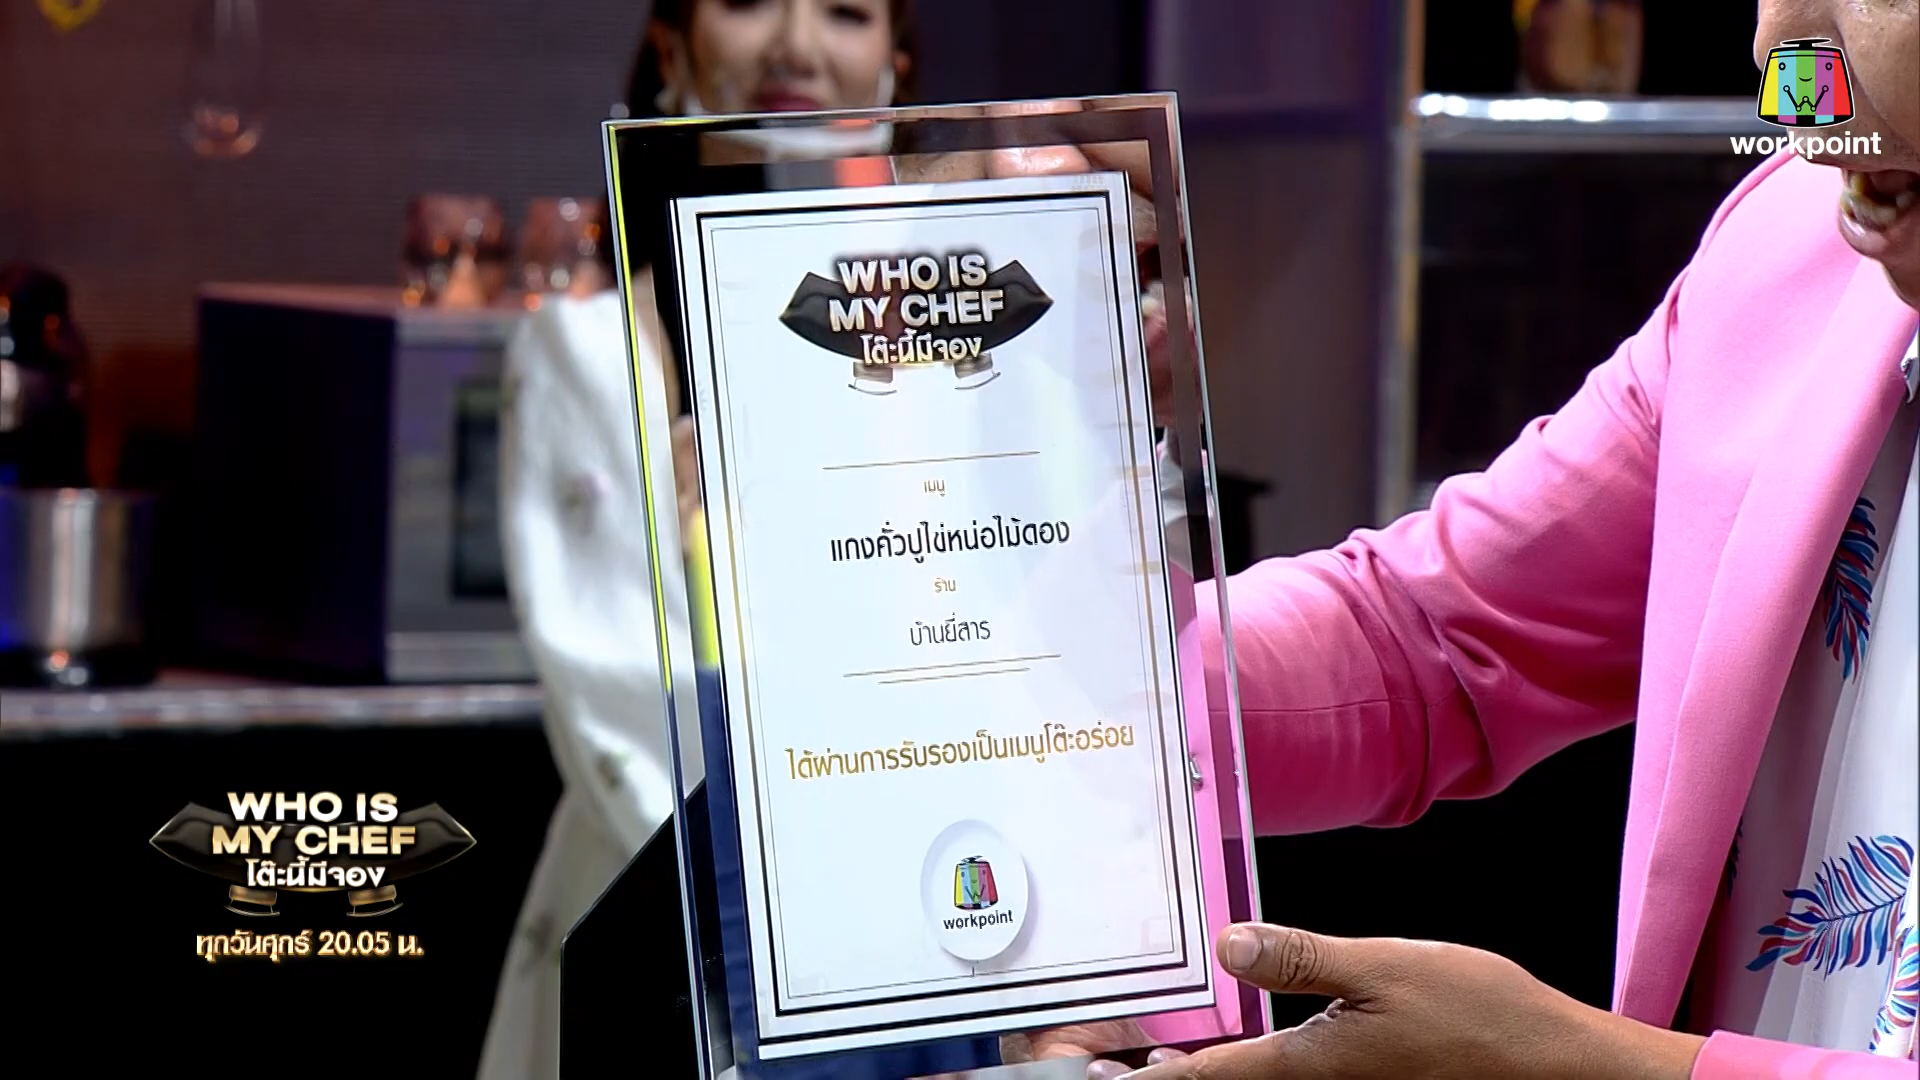 workpoint
WHO IS
MY CHEF
โต๊ะนี้มีจอง
เมนู
แกงคั่วปูไข่หน่อไม้ดอง
ร้าน
บ้านยี่สาร
ได้ผ่านการรับรองเป็นเมนูโต๊ะอร่อย
workpoint
WHO IS
MY CHEF
โต๊ะนี้มีจอง
ทุกวันศุกร์ 20.05 น.